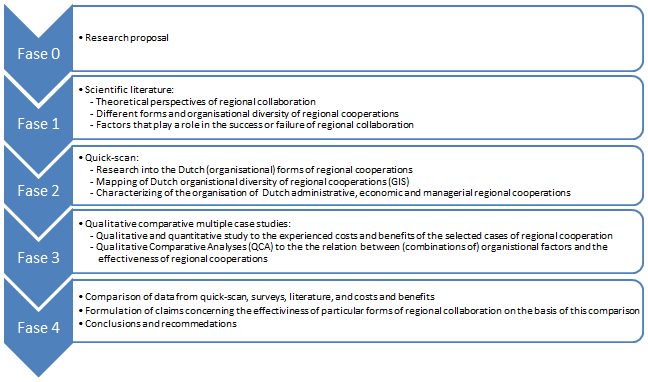 Fase 0
• Research proposal
Fase 1
• Scientific literature:
- Theoretical perspectives of regional collaboration
- Different forms and organisational diversity of regional cooperations
- Factors that play a role in the success or failure of regional collaboration
Fase 2
• Quick-scan:
- Research into the Dutch (organisational) forms of regional cooperations
- Mapping of Dutch organistional diversity of regional cooperations (GIS)
- Characterizing of the organisation of Dutch administrative, economic and managerial regional cooperations
Fase 3
• Qualitative comparative multiple case studies:
- Qualitative and quantitative study to the experienced costs and benefits of the selected cases of regional cooperation
- Qualitative Comparative Analyses (QCA) to the the relation between (combinations of) organistional factors and the
effectiveness of regional cooperations
Fase 4
• Comparison of data from quick-scan, surveys, literature, and costs and benefits
• Formulation of claims concerning the effectiviness of particular forms of regional collaboration on the basis of this comparison
• Conclusions and recommedations